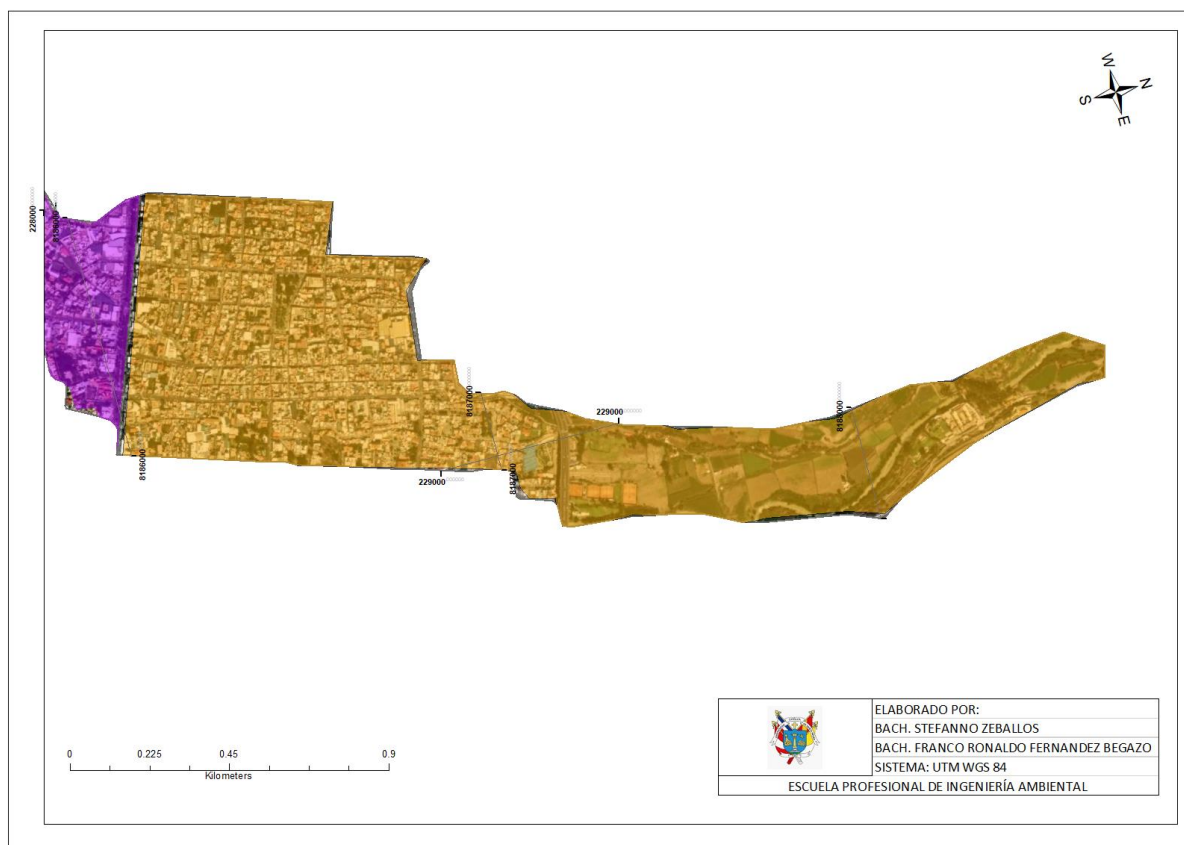 W
N
S
E
228000
8186000
8187000
229000
8188000
8186000
229000
8187000
0
0.225
0.45
0.9
Kilometers
ELABORADO POR:
BACH. STEFANNO ZEBALLOS
BACH. FRANCO RONALDO FERNANDEZ BEGAZO
SISTEMA: UTM WGS 84
ESCUELA PROFESIONAL DE INGENIERÍA AMBIENTAL